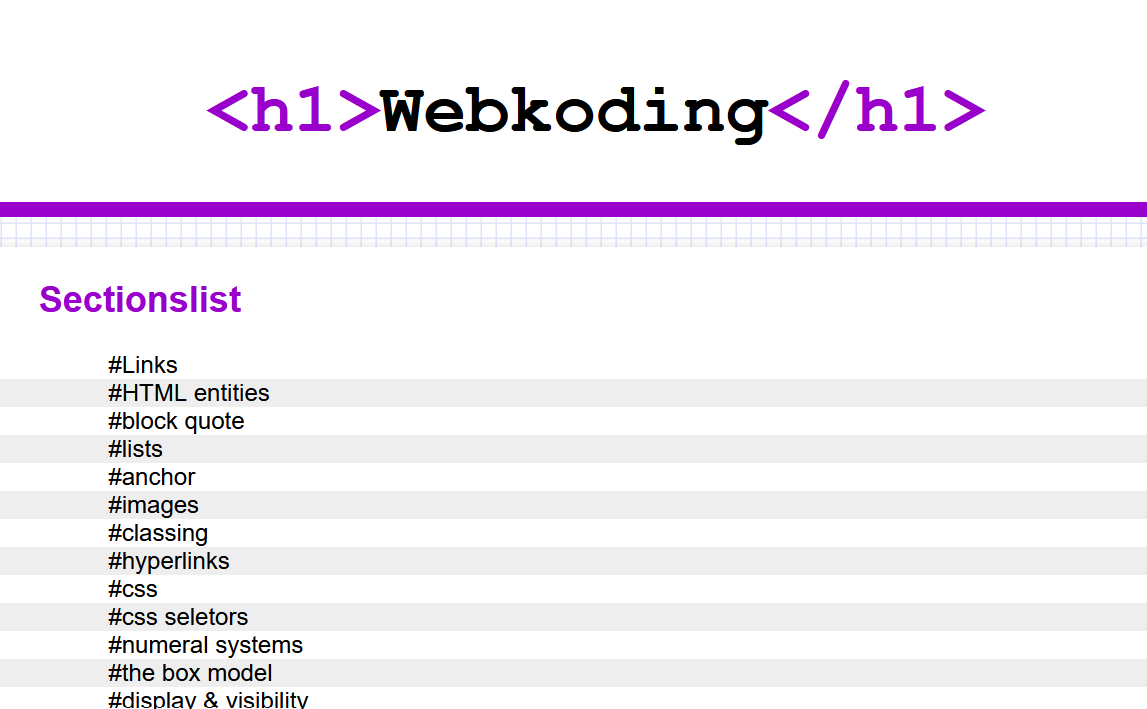 <h1>Webkoding</h1>
Sectionslist
#Links
#HTML entities
#block quote
#lists
#anchor
#images
#classing
#hyperlinks
#css
#css seletors
#numeral systems
#the box model
#display & visibility